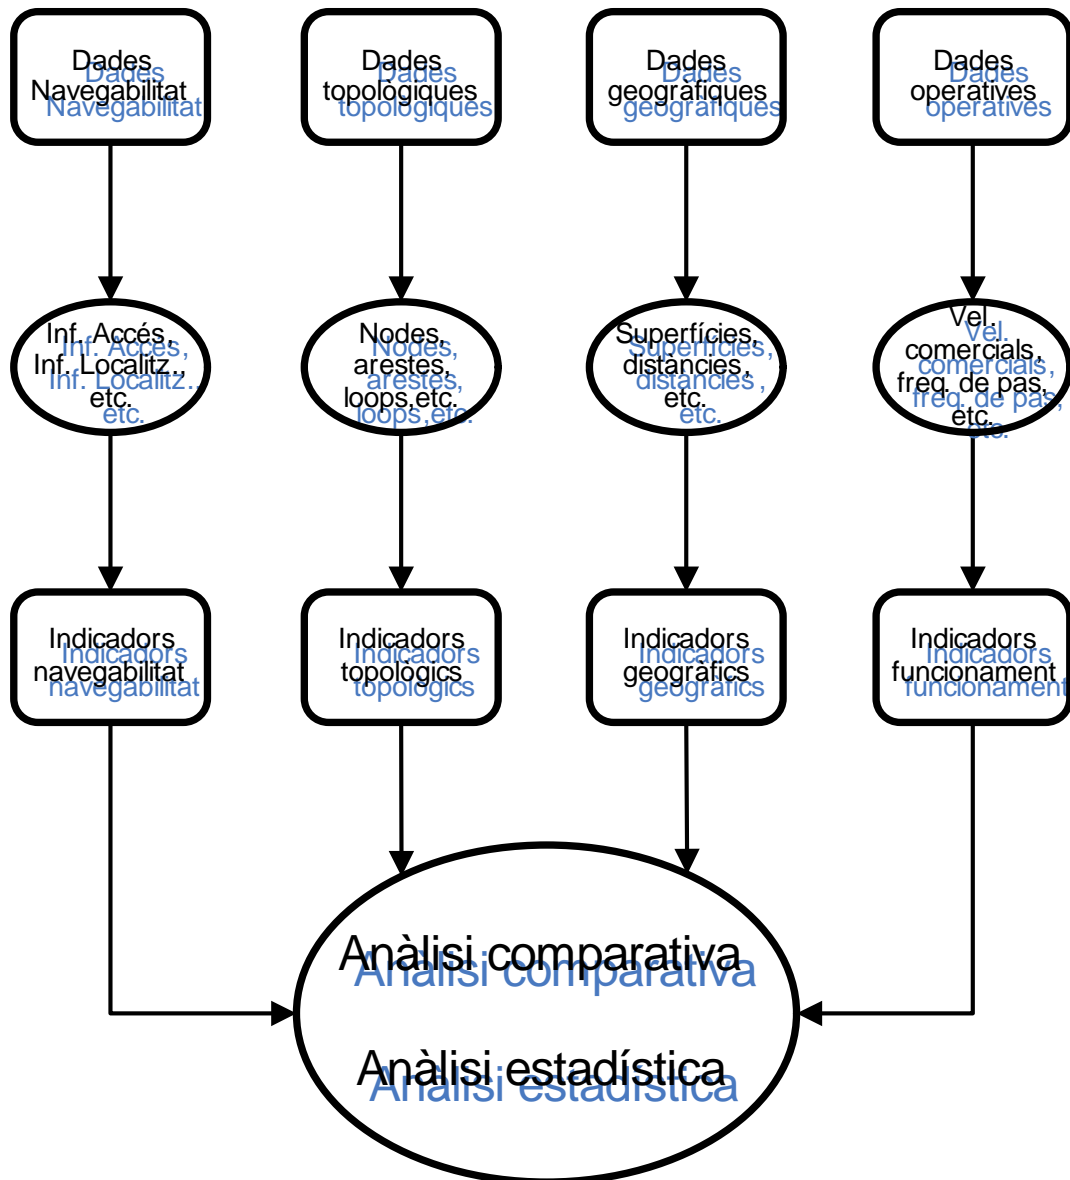 Dades
Navegabilitat
Dades
topològiques
Dades
geogràfiques
Dades
operatives
Inf. Accés,
Inf. Localitz.,
etc.
Nodes,
arestes,
loops,etc.
Superfícies,
distàncies,
etc.
Vel.
comercials,
freq. de pas,
etc.
Indicadors
navegabilitat
Indicadors
topològics
Indicadors
geogràfics
Indicadors
funcionament
Anàlisi comparativa
Anàlisi estadística